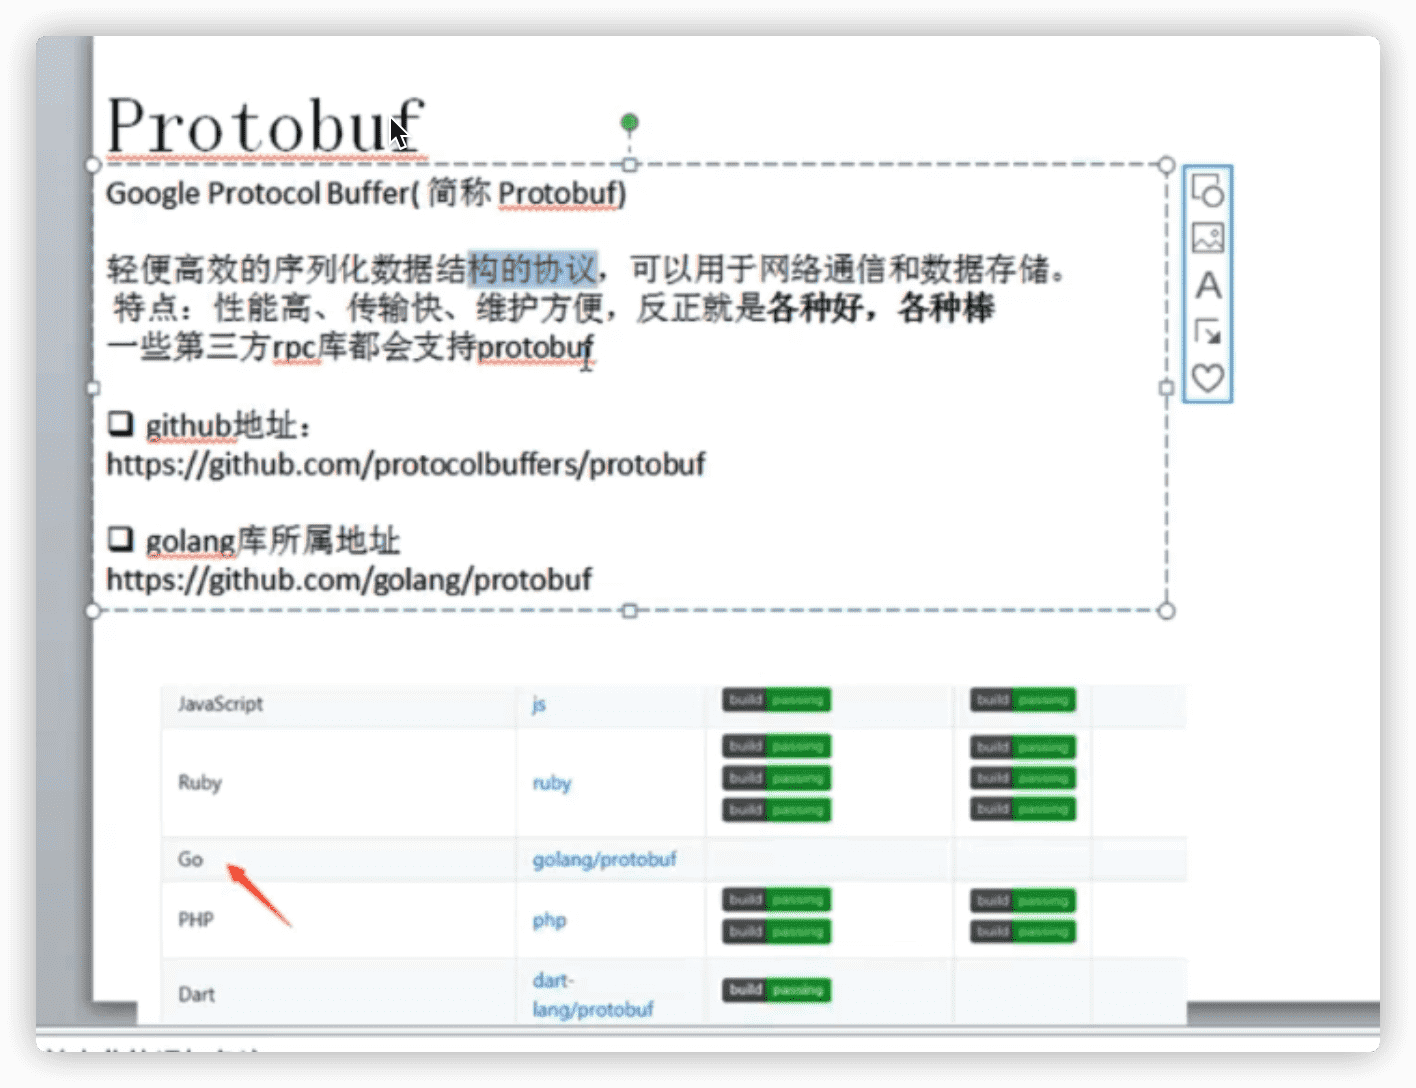 Protobuf
Google Protocol Buffer( 简称 Protobuf)
轻便高效的序列化数据结构的协议，可以用于网络通信和数据存储。
特点：性能高、传输快、维护方便，反正就是各种好，各种棒
一些第三方rpc库都会支持protobuf
❑ github地址：
https://github.com/protocolbuffers/protobuf
❑ golang库所属地址
https://github.com/golang/protobuf
JavaScript js build passing build passing
build passing build passing
Ruby ruby build passing build passing
build passing build passing
Go golang/protobuf
build passing build passing
PHP php
build passing build passing
dart-
Dart build passing
lang/protobuf